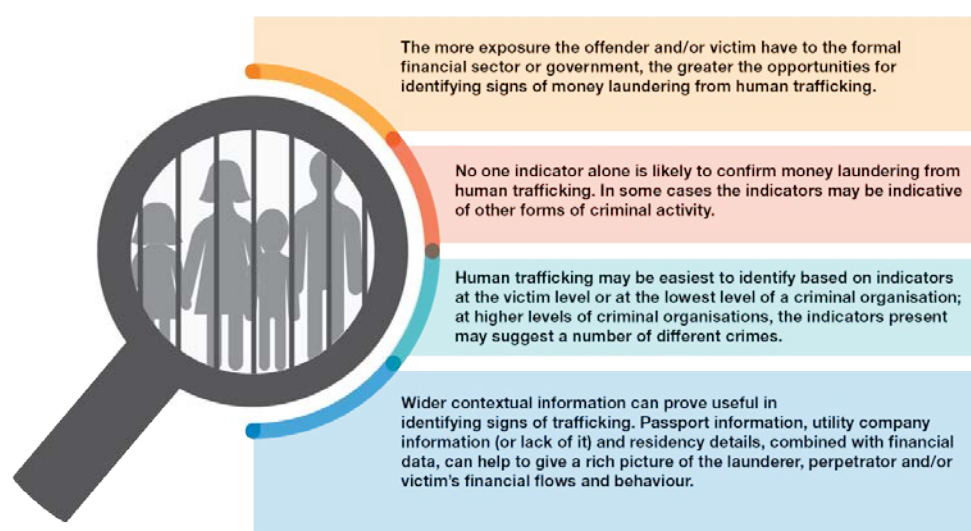 The more exposure the offender and/or victim have to the formal
financial sector or government, the greater the opportunities for
identifying signs of money laundering from human trafficking.
No one indicator alone is likely to confirm money laundering from
human trafficking. In some cases the indicators may be indicative
of other forms of criminal activity.
Human trafficking may be easiest to identify based on indicators
at the victim level or at the lowest level of a criminal organisation;
at higher levels of criminal organisations, the indicators present
may suggest a number of different crimes.
Wider contextual information can prove useful in
identifying signs of trafficking. Passport information, utility company
information (or lack of it) and residency details, combined with financial
data, can help to give a rich picture of the launderer, perpetrator and/or
victim's financial flows and behaviour.